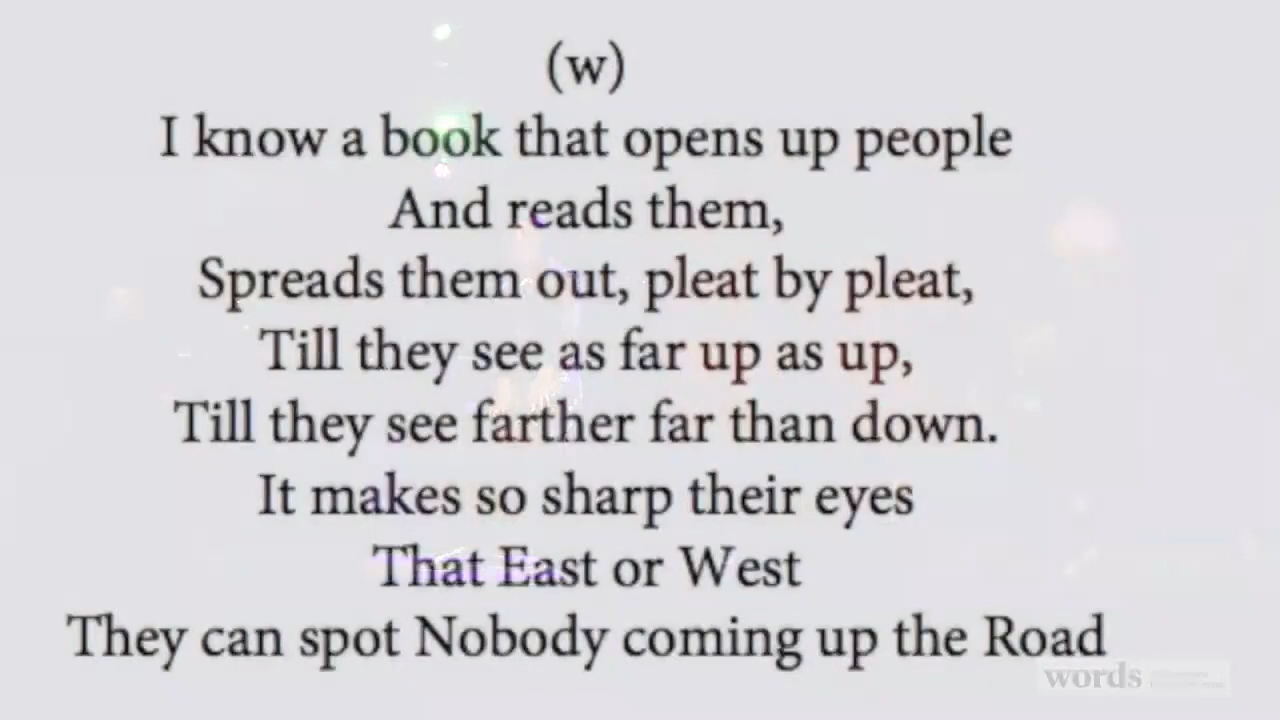 (w)
I know a book that opens up people
And reads them,
Spreads them out, pleat by pleat,
Till they see as far up as up,
Till they see farther far than down.
It makes so sharp their eyes
That East or West
They can spot Nobody coming up the Road
words